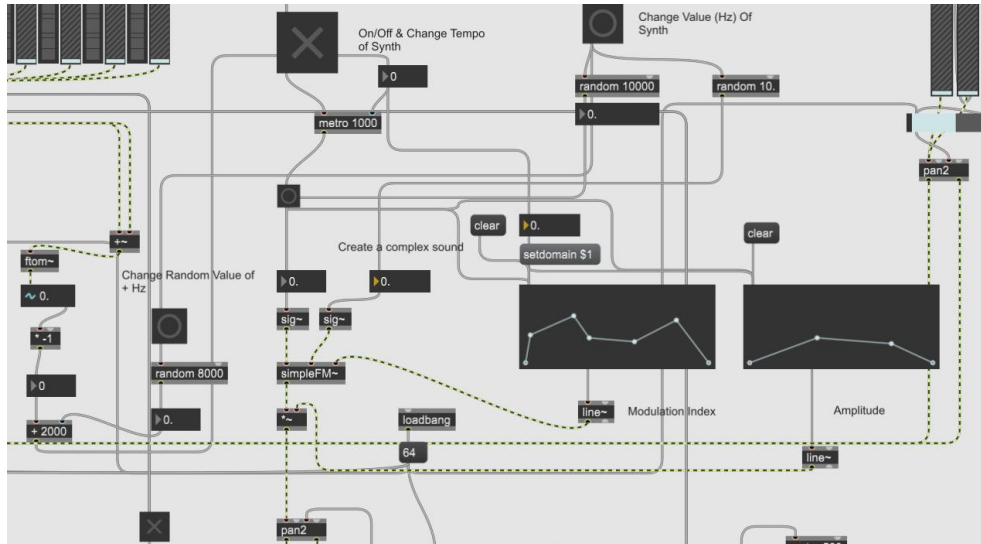 On/Off & Change Tempo
of Synth
Change Value (Hz) Of
Synth
0
random 10000
random 10.
0.
metro 1000
pan2
clear
0.
clear
+~
Create a complex sound
setdomain $1
ftom~
Change Random Value of
+ Hz
0.
0.
0.
sig~
sig~
* -1
random 8000
simpleFM~
0
0.
*~
loadbang
line~
Modulation Index
Amplitude
+ 2000
64
line~
pan2